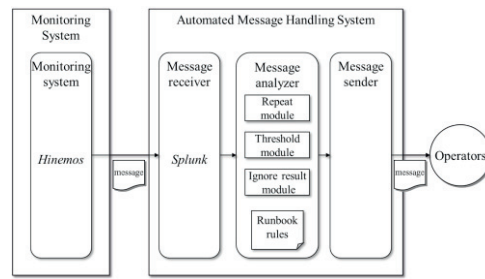 Monitoring
System
Monitoring
system
Hinemos
message
Automated Message Handling System
Message
receiver
Splunk
Message
analyzer
Repeat
module
Threshold
module
Ignore result
module
Runbook
rules
Message
sender
message
Operators